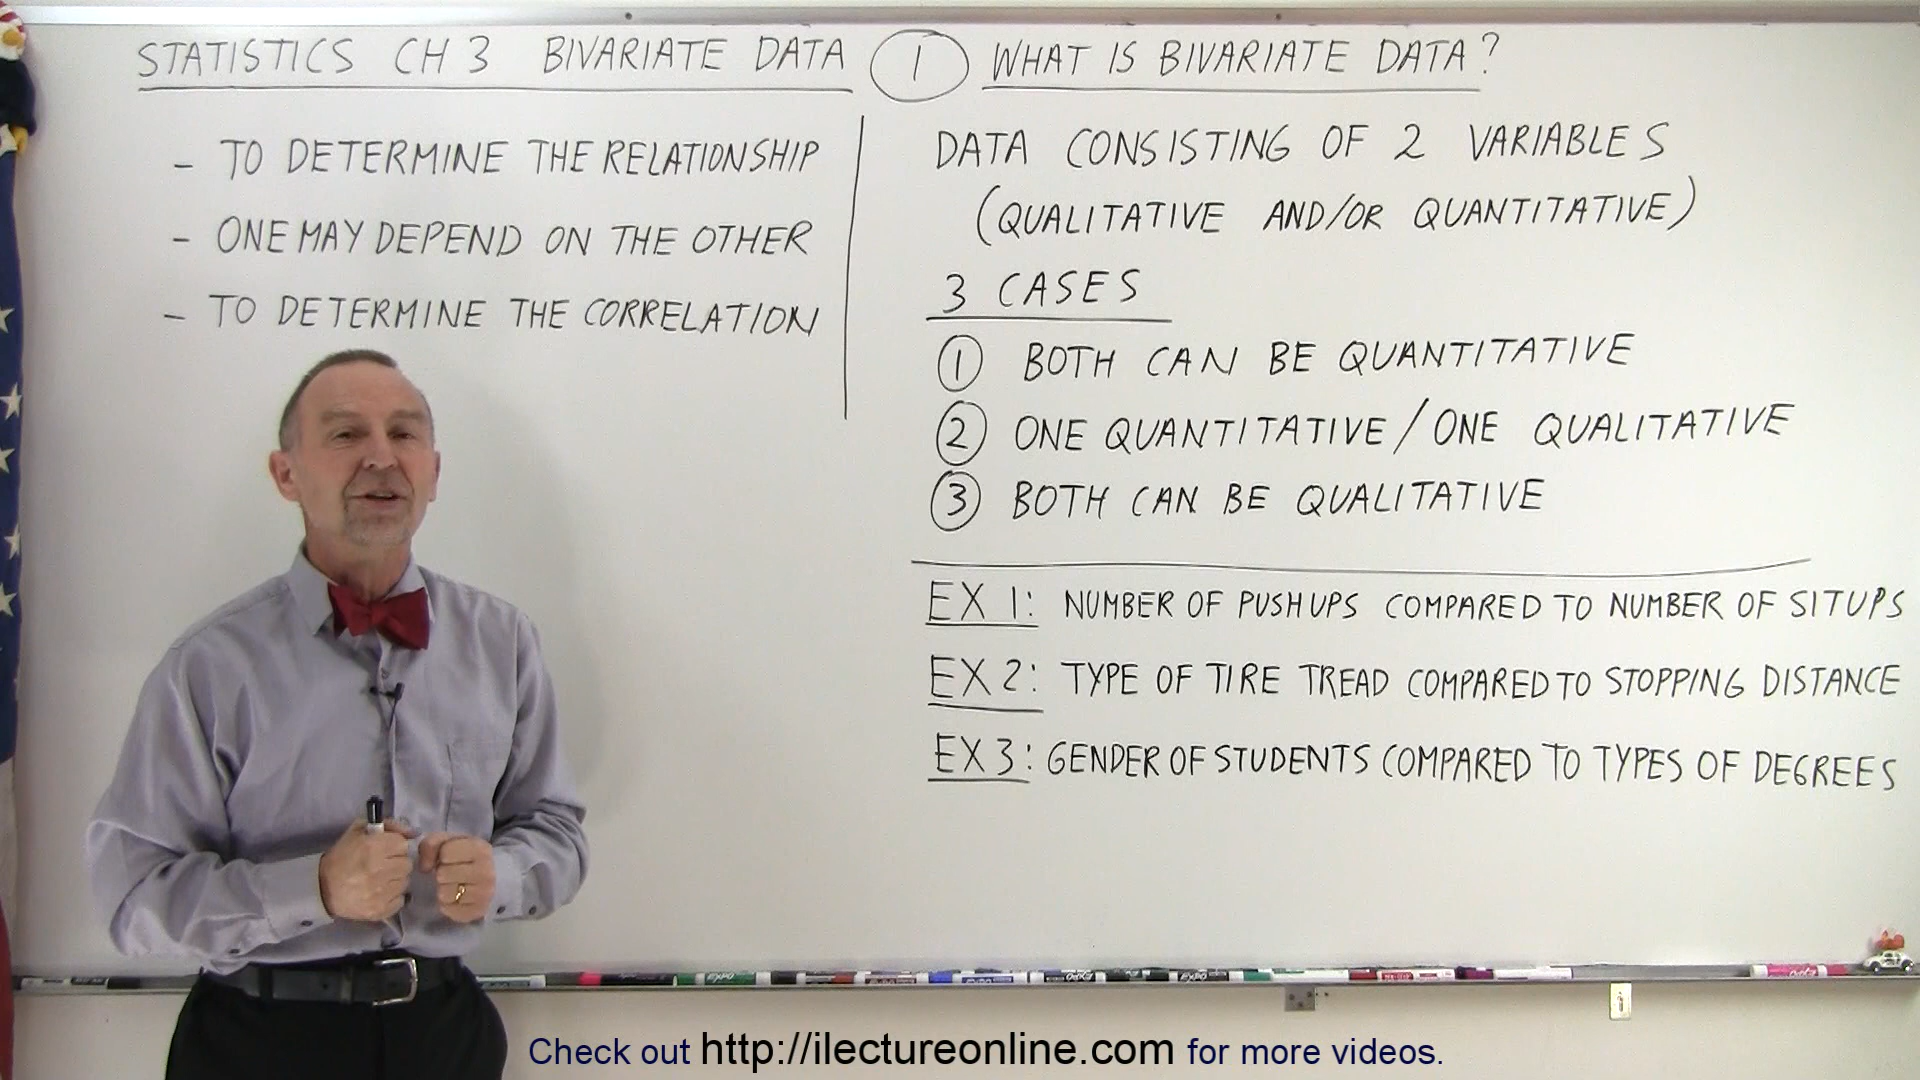 STATISTICS CH 3 BIVARIATE DATA 1 WHAT IS BIVARIATE DATA?
- TO DETERMINE THE RELATIONSHIP
- ONE MAY DEPEND ON THE OTHER
- TO DETERMINE THE CORRELATION
DATA CONSISTING OF 2 VARIABLES
(QUALITATIVE AND/OR QUANTITATIVE)
3 CASES
1 BOTH CAN BE QUANTITATIVE
2 ONE QUANTITATIVE / ONE QUALITATIVE
3 BOTH CAN BE QUALITATIVE
EX 1: NUMBER OF PUSHUPS COMPARED TO NUMBER OF SITUPS
EX 2: TYPE OF TIRE TREAD COMPARED TO STOPPING DISTANCE
EX 3: GENDER OF STUDENTS COMPARED TO TYPES OF DEGREES
EXPO
EXPO
Check out http://ilectureonline.com for more videos.